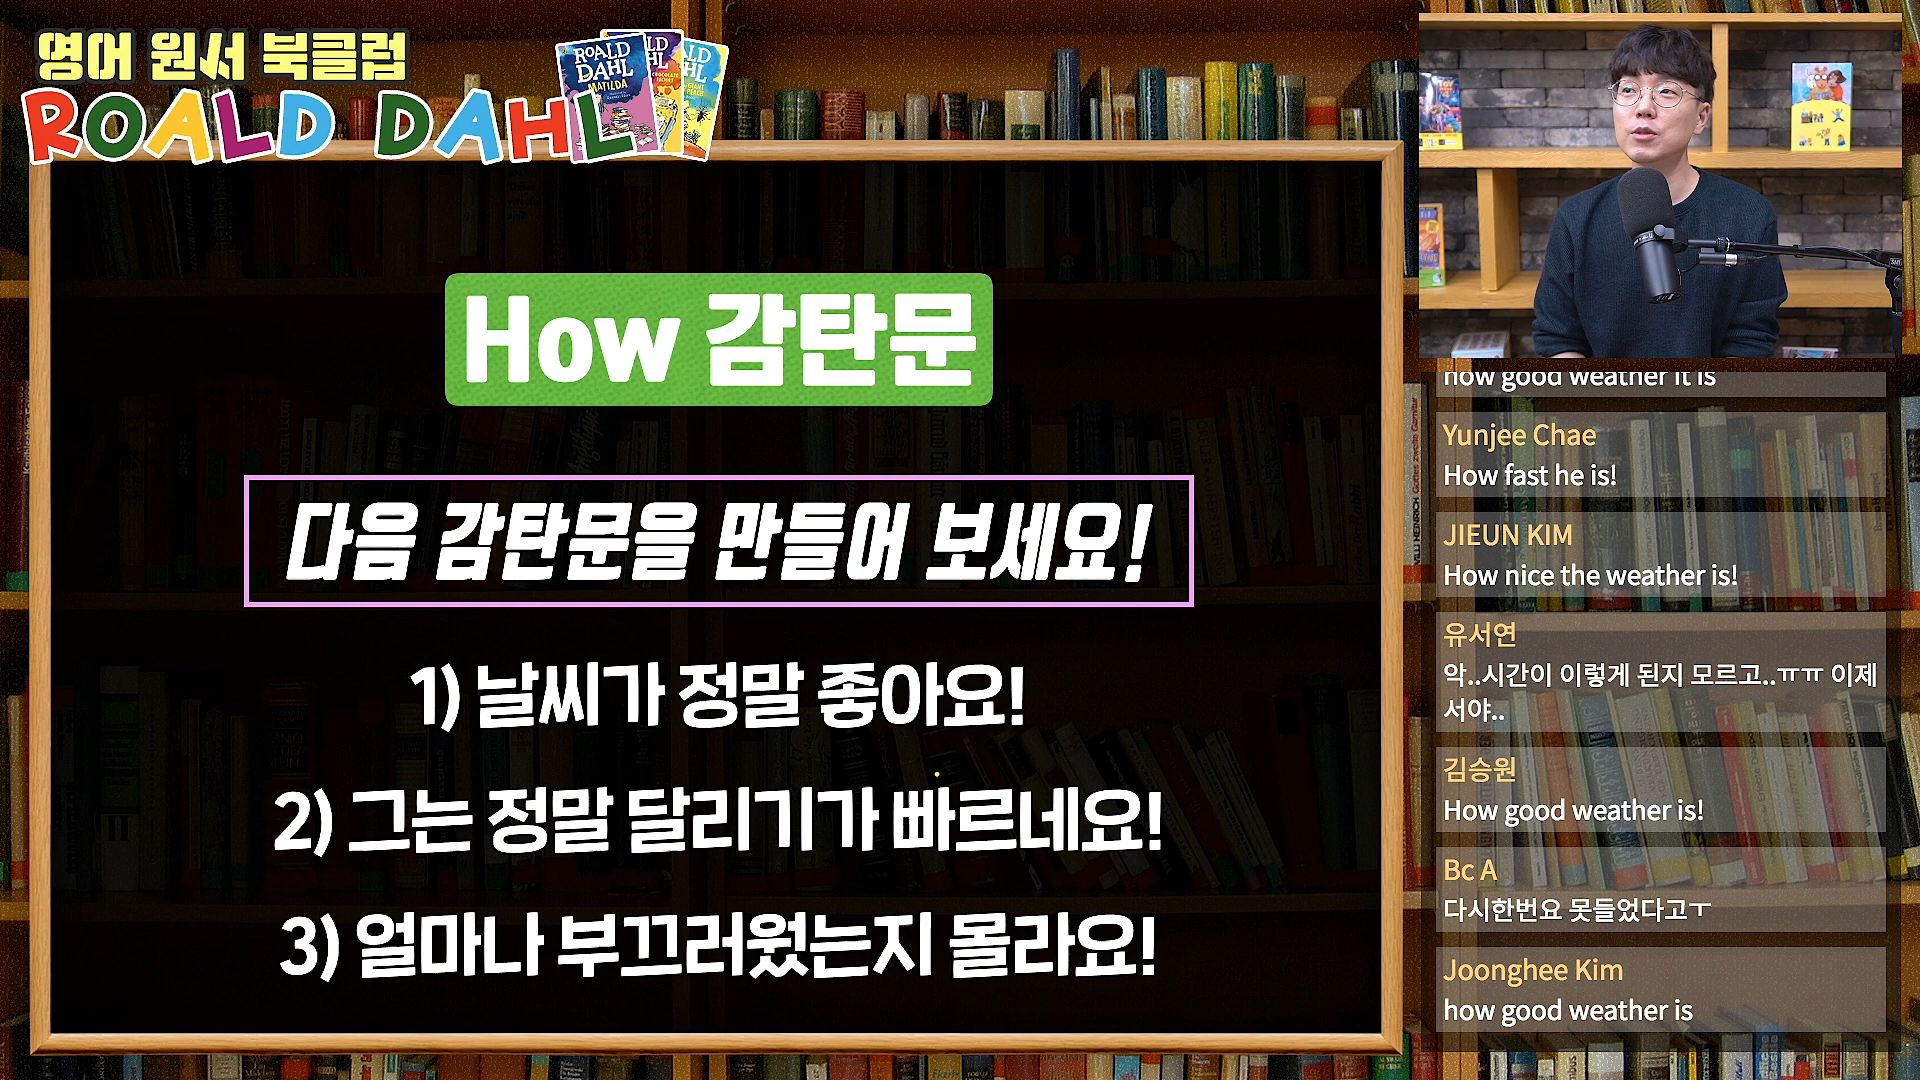 영어 원서 북클럽
ROALD DAHL
ROALD DAHL
MATILDA
How 감탄문
다음 감탄문을 만들어 보세요!
1) 날씨가 정말 좋아요!
2) 그는 정말 달리기가 빠르네요!
3) 얼마나 부끄러웠는지 몰라요!
how good weather it is
Yunjee Chae
How fast he is!
JIEUN KIM
How nice the weather is!
유서연
악..시간이 이렇게 된지 모르고..ㅠㅠ 이제
서야..
김승원
How good weather is!
Bc A
다시한번요 못들었다고ㅜ
Joonghee Kim
how good weather is